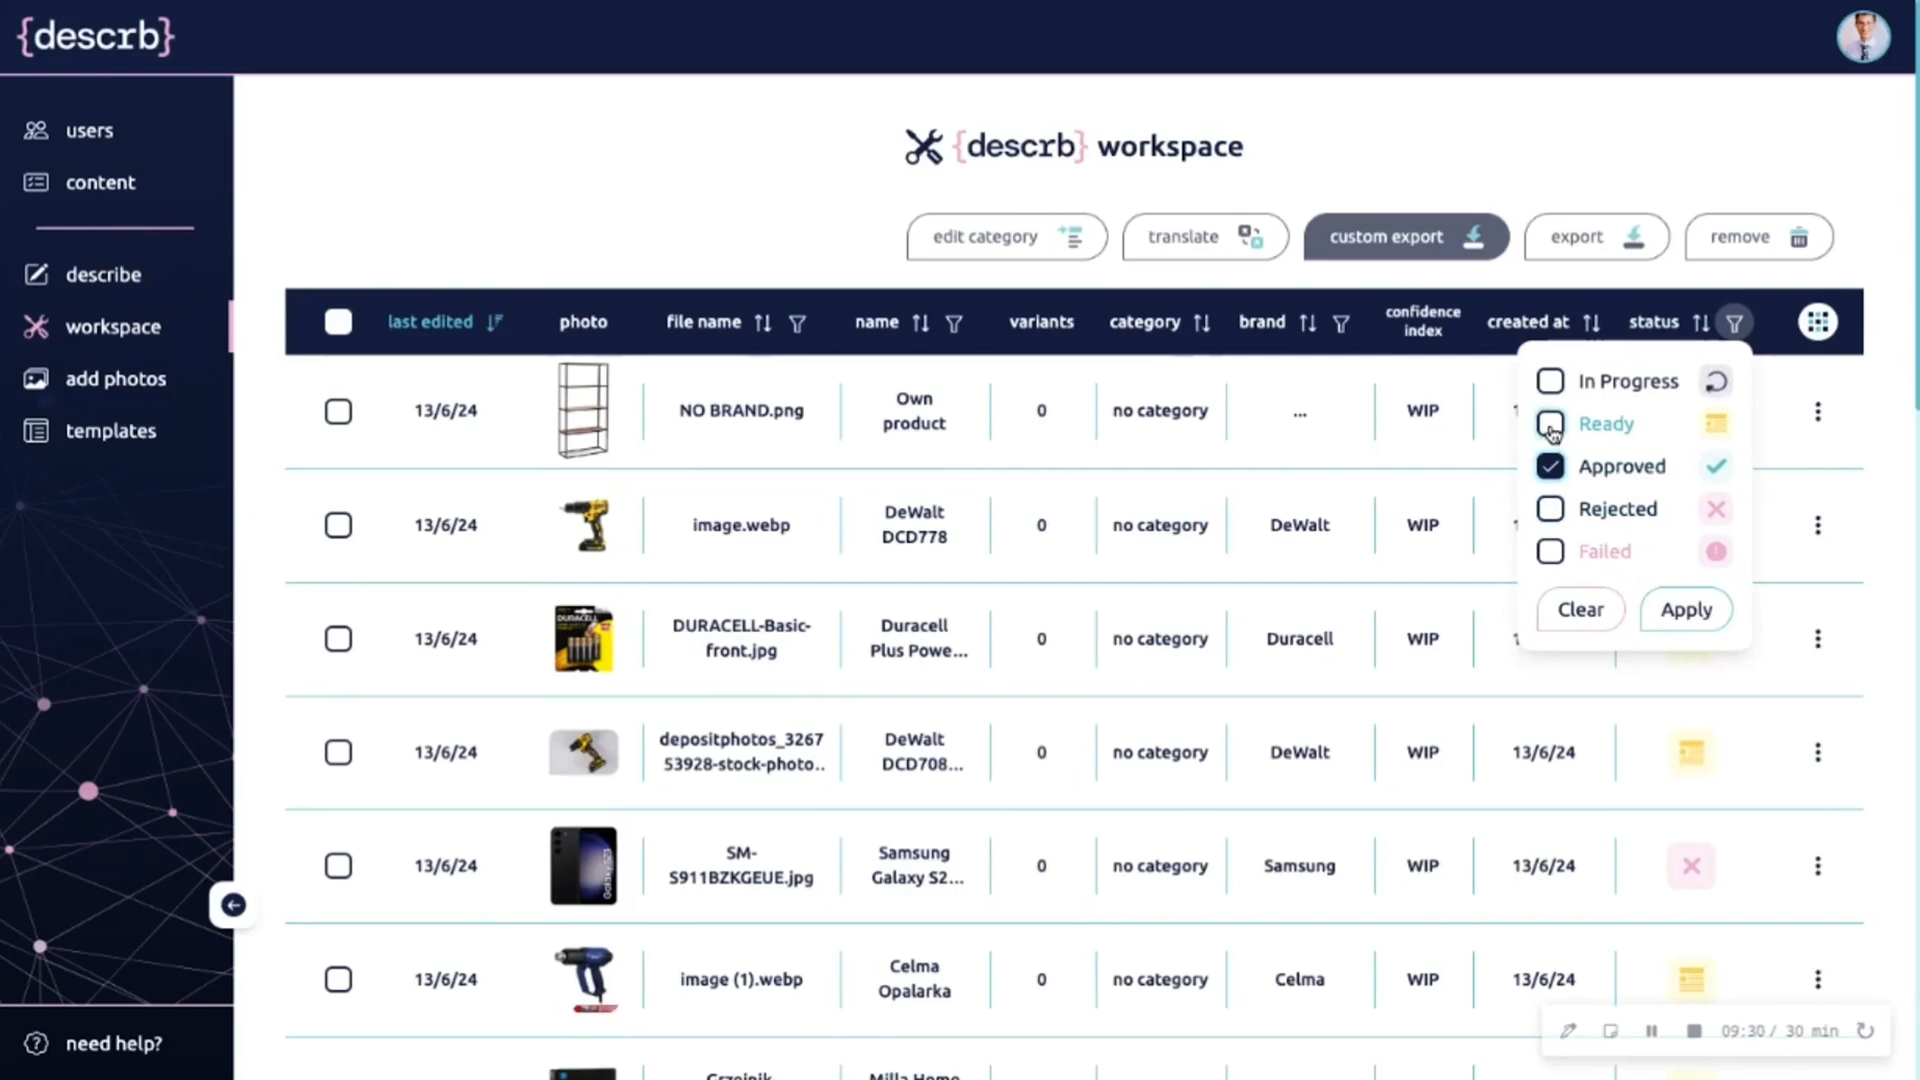 {descrb}
users
content
describe
workspace
add photos
templates
need help?
{descrb} workspace
edit category
translate
custom export
export
remove
last edited
photo
file name
name
variants
category
brand
confidence
index
created at
status
13/6/24
NO BRAND.png
Own
product
0
no category
...
WIP
13/6/24
image.webp
DeWalt
DCD778
0
no category
DeWalt
WIP
13/6/24
DURACELL
DURACELL-Basic-
front.jpg
Duracell
Plus Powe...
0
no category
Duracell
WIP
In Progress
Ready
Approved
Rejected
Failed
Clear
Apply
13/6/24
depositphotos_3267
53928-stock-photo..
DeWalt
DCD708...
0
no category
DeWalt
WIP
13/6/24
13/6/24
Galaxy S23
SM-
S911BZKGEUE.jpg
Samsung
Galaxy S2...
0
no category
Samsung
WIP
13/6/24
13/6/24
image (1).webp
Celma
Opalarka
0
no category
Celma
WIP
13/6/24
09:30 / 30 min